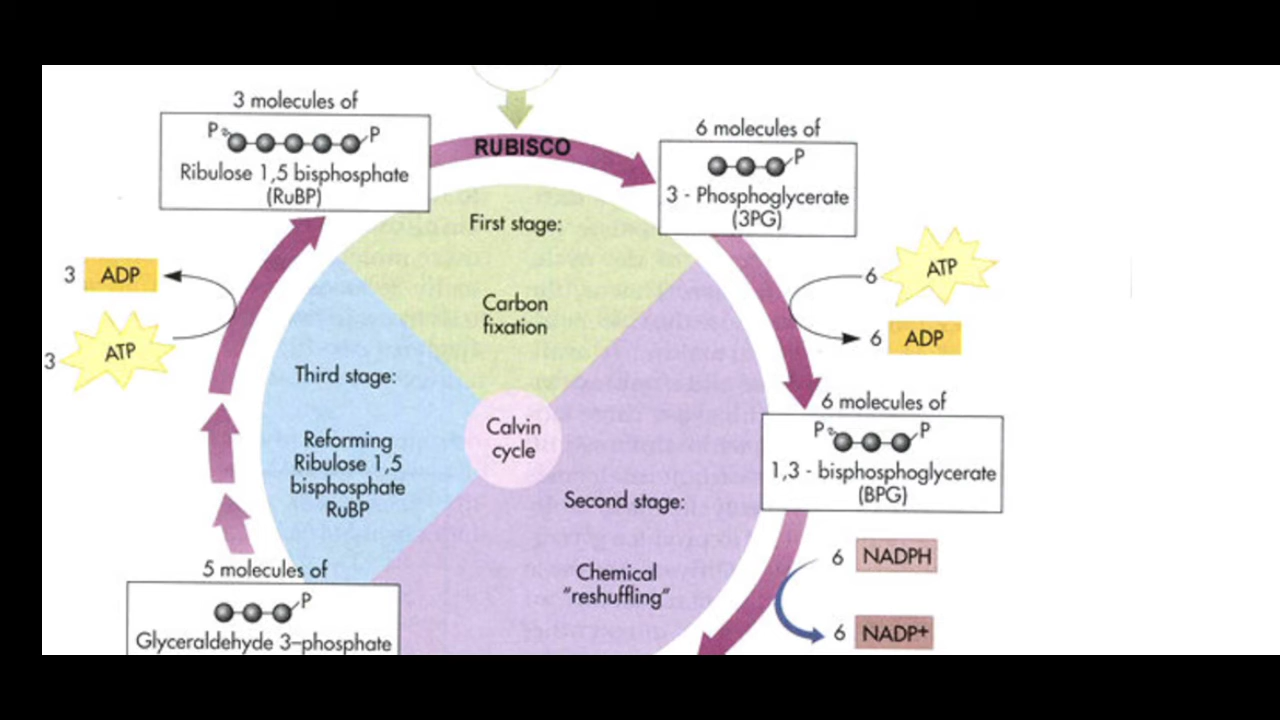 3 molecules of
P P
Ribulose 1,5 bisphosphate
(RuBP)
RUBISCO
6 molecules of
P
3 - Phosphoglycerate
(3PG)
First stage:
Carbon
fixation
6 ATP
6 ADP
3 ADP
3 ATP
Third stage:
Reforming
Ribulose 1,5
bisphosphate
RuBP
Calvin
cycle
6 molecules of
P P
1,3 - bisphosphoglycerate
(BPG)
Second stage:
Chemical
"reshuffling"
6 NADPH
6 NADP+
5 molecules of
P
Glyceraldehyde 3–phosphate